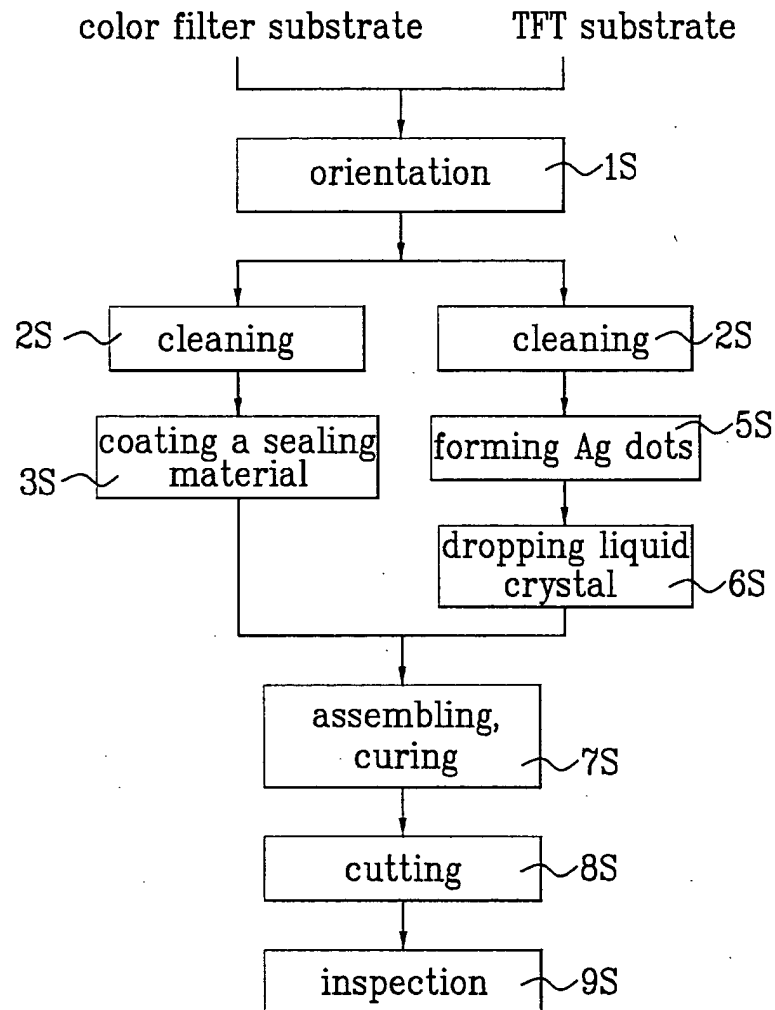 color filter substrate
TFT substrate
orientation
1S
2S
cleaning
cleaning
2S
coating a sealing
material
3S
forming Ag dots
5S
dropping liquid
crystal
6S
assembling,
curing
7S
cutting
8S
inspection
9S